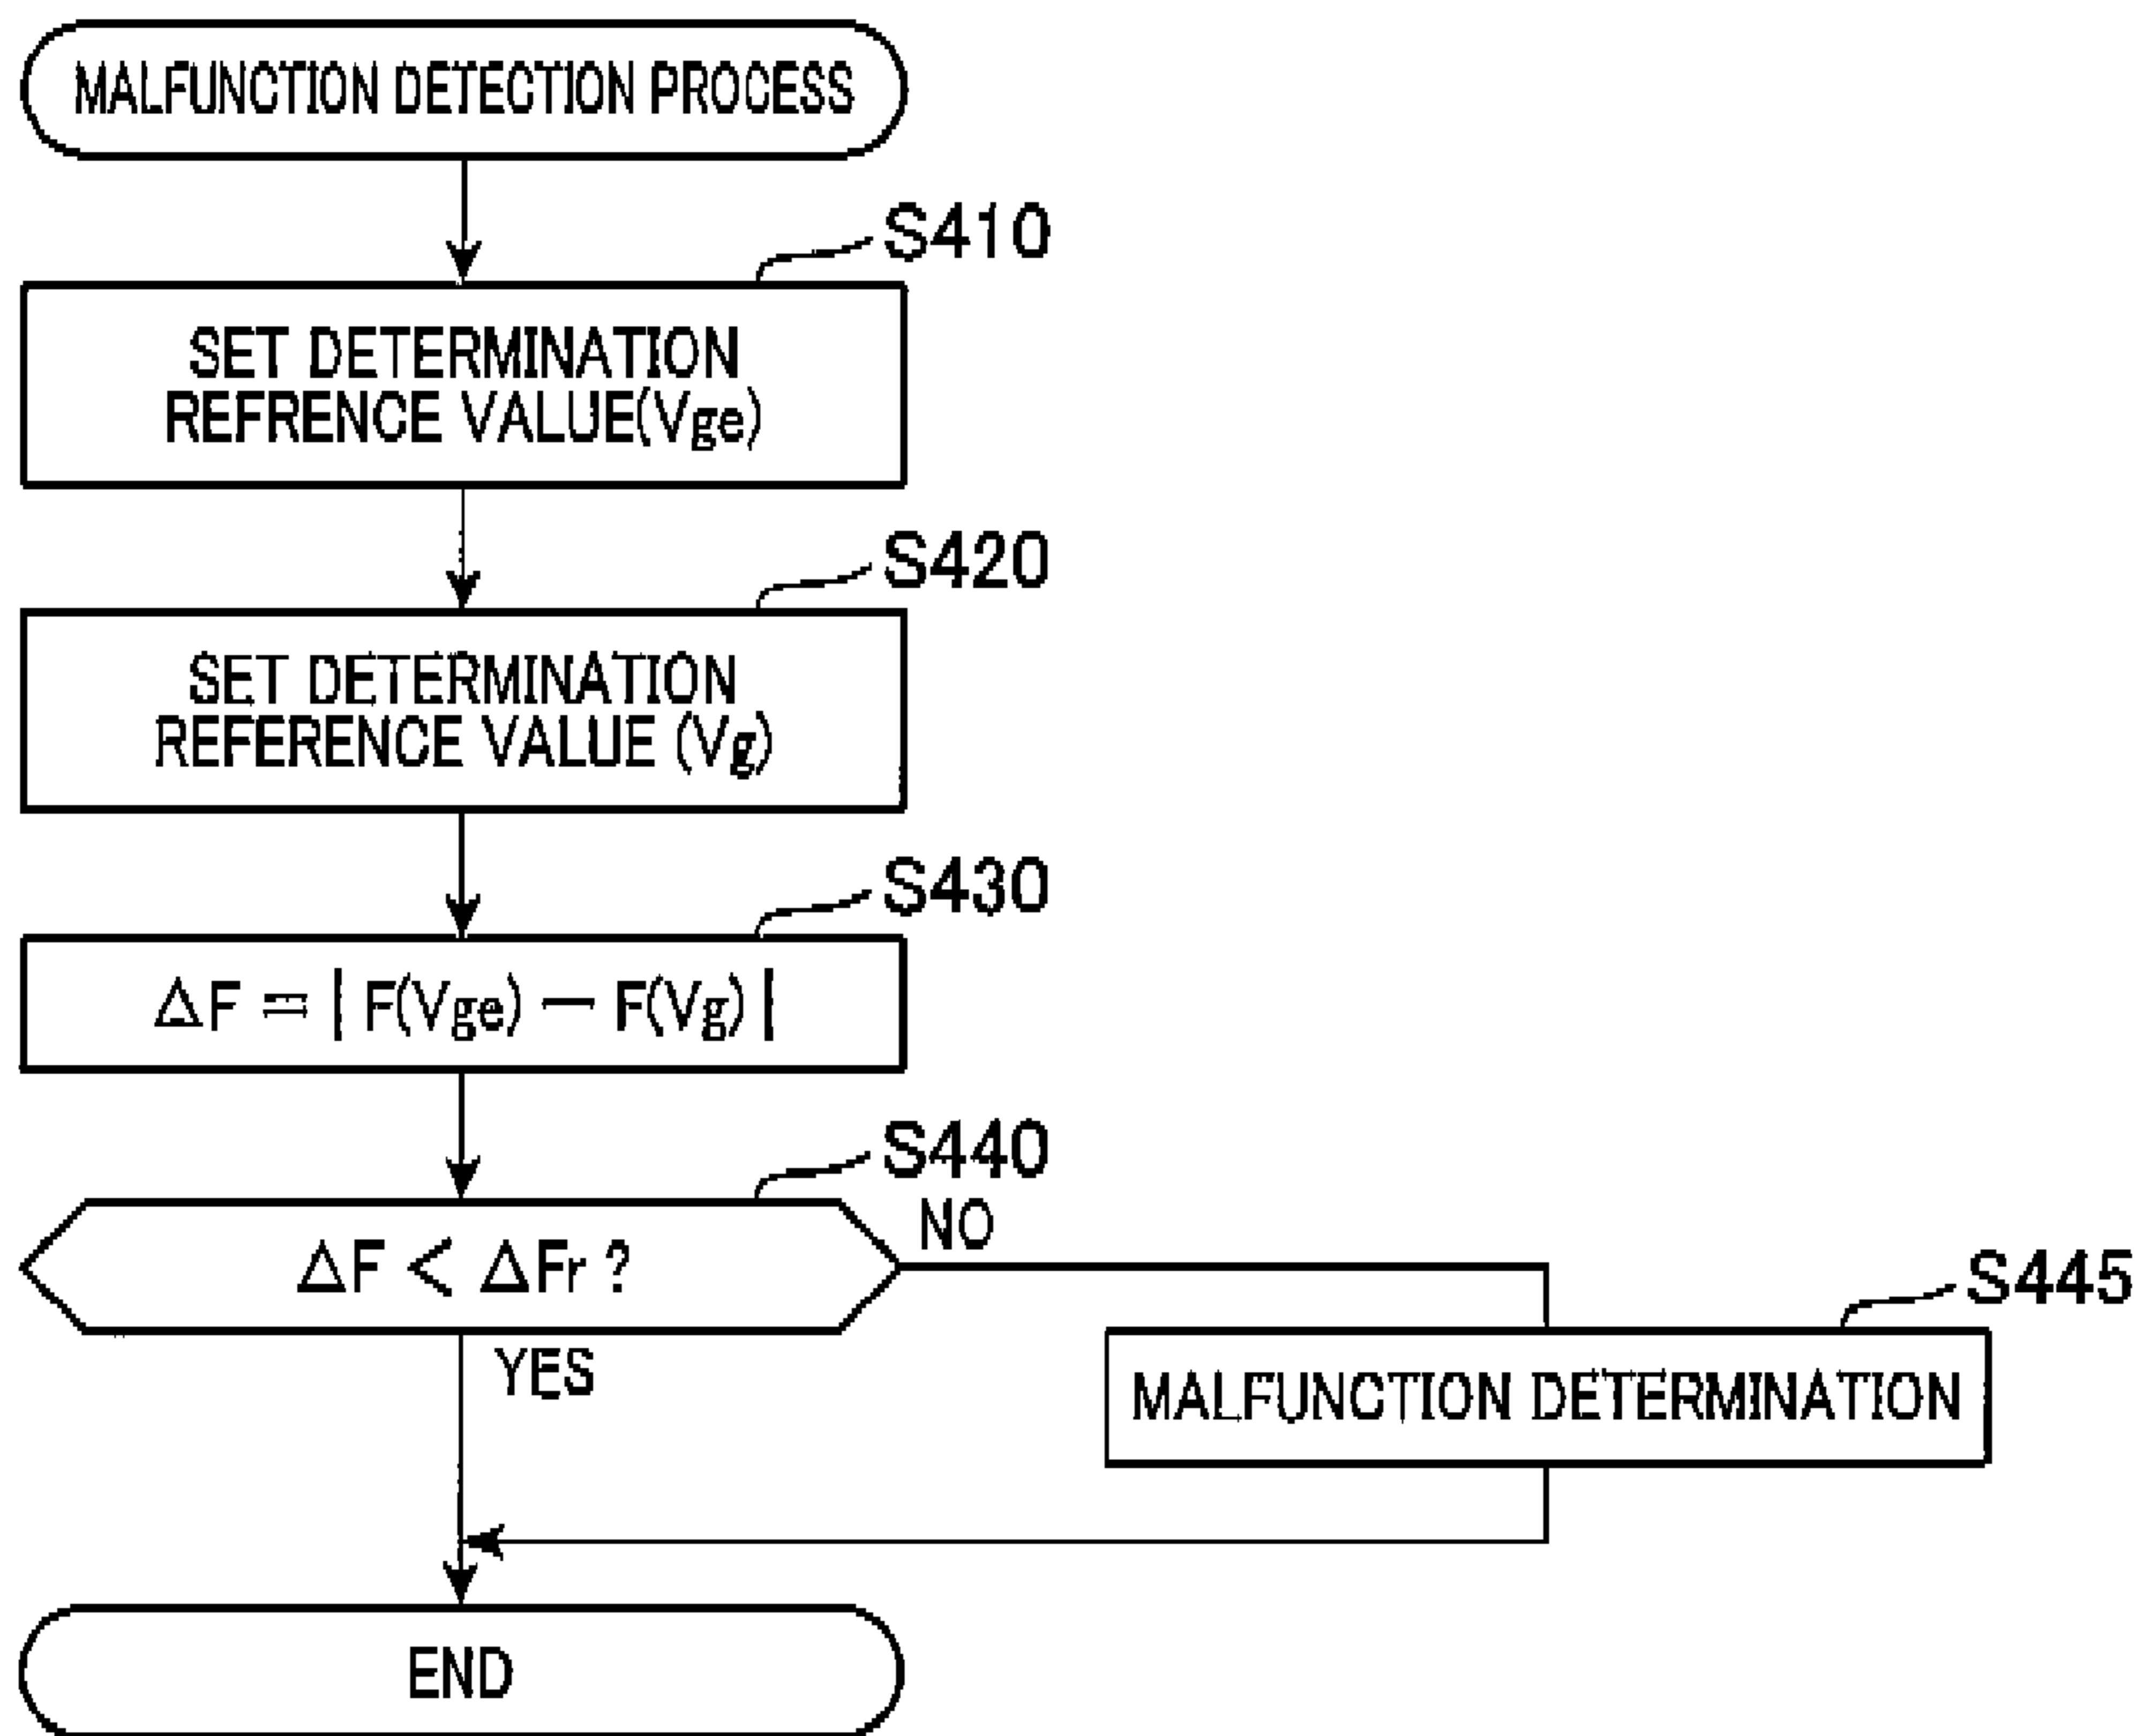 MALFUNCTION DETECTION PROCESS
S410
SET DETERMINATION
REFRENCE VALUE(Vge)
S420
SET DETERMINATION
REFERENCE VALUE (Vg)
S430
ΔF = | F(Vge) − F(Vg) |
S440
ΔF < ΔFr ?
NO
YES
S445
MALFUNCTION DETERMINATION
END